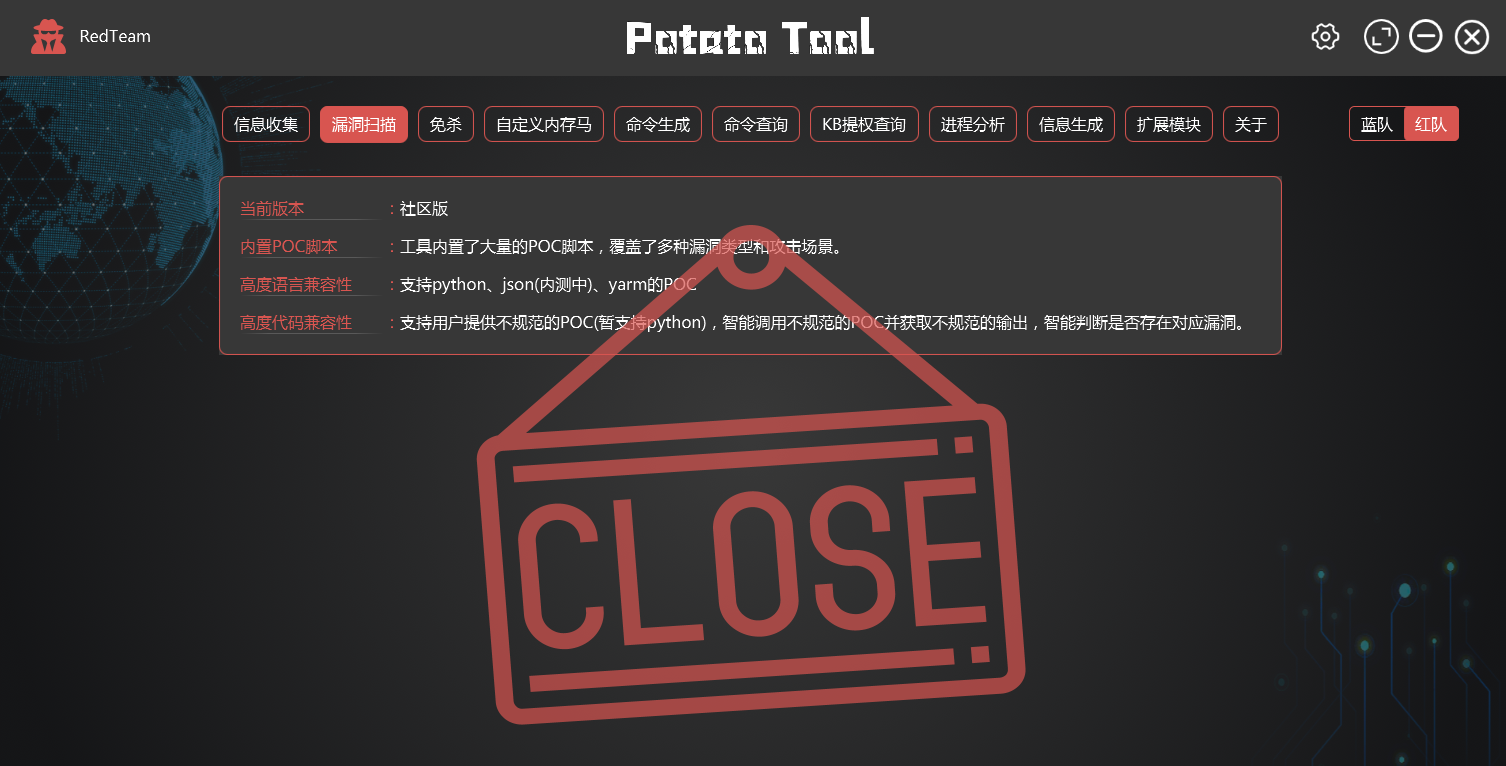 RedTeam
Potato Tool
信息收集 漏洞扫描 免杀 自定义内存马 命令生成 命令查询 KB提权查询 进程分析 信息生成 扩展模块 关于 蓝队 红队
当前版本 : 社区版
内置POC脚本 : 工具内置了大量的POC脚本，覆盖了多种漏洞类型和攻击场景。
高度语言兼容性 : 支持python、json(内测中)、yarm的POC
高度代码兼容性 : 支持用户提供不规范的POC(暂支持python)，智能调用不规范的POC并获取不规范的输出，智能判断是否存在对应漏洞。
CLOSE